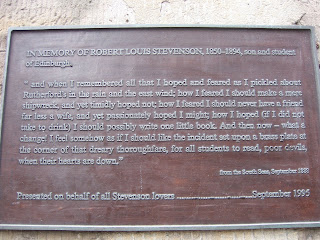 IN MEMORY OF ROBERT LOUIS STEVENSON, 1850–1894, son and student
of Edinburgh.
" and when I remembered all that I hoped and feared as I pickled about
Rutherford's in the rain and the east wind; how I feared I should make a mere
shipwreck, and yet timidly hoped not; how I feared I should never have a friend
far less a wife, and yet passionately hoped I might; how I hoped (if I did not
take to drink) I should possibly write one little book. And then now – what a
change. I feel somehow as if I should like the incident set upon a brass plate at
the corner of that dreary thoroughfare, for all students to read, poor devils,
when their hearts are down."
from the South Seas, September 1888
Presented on behalf of all Stevenson lovers ........................September 1995